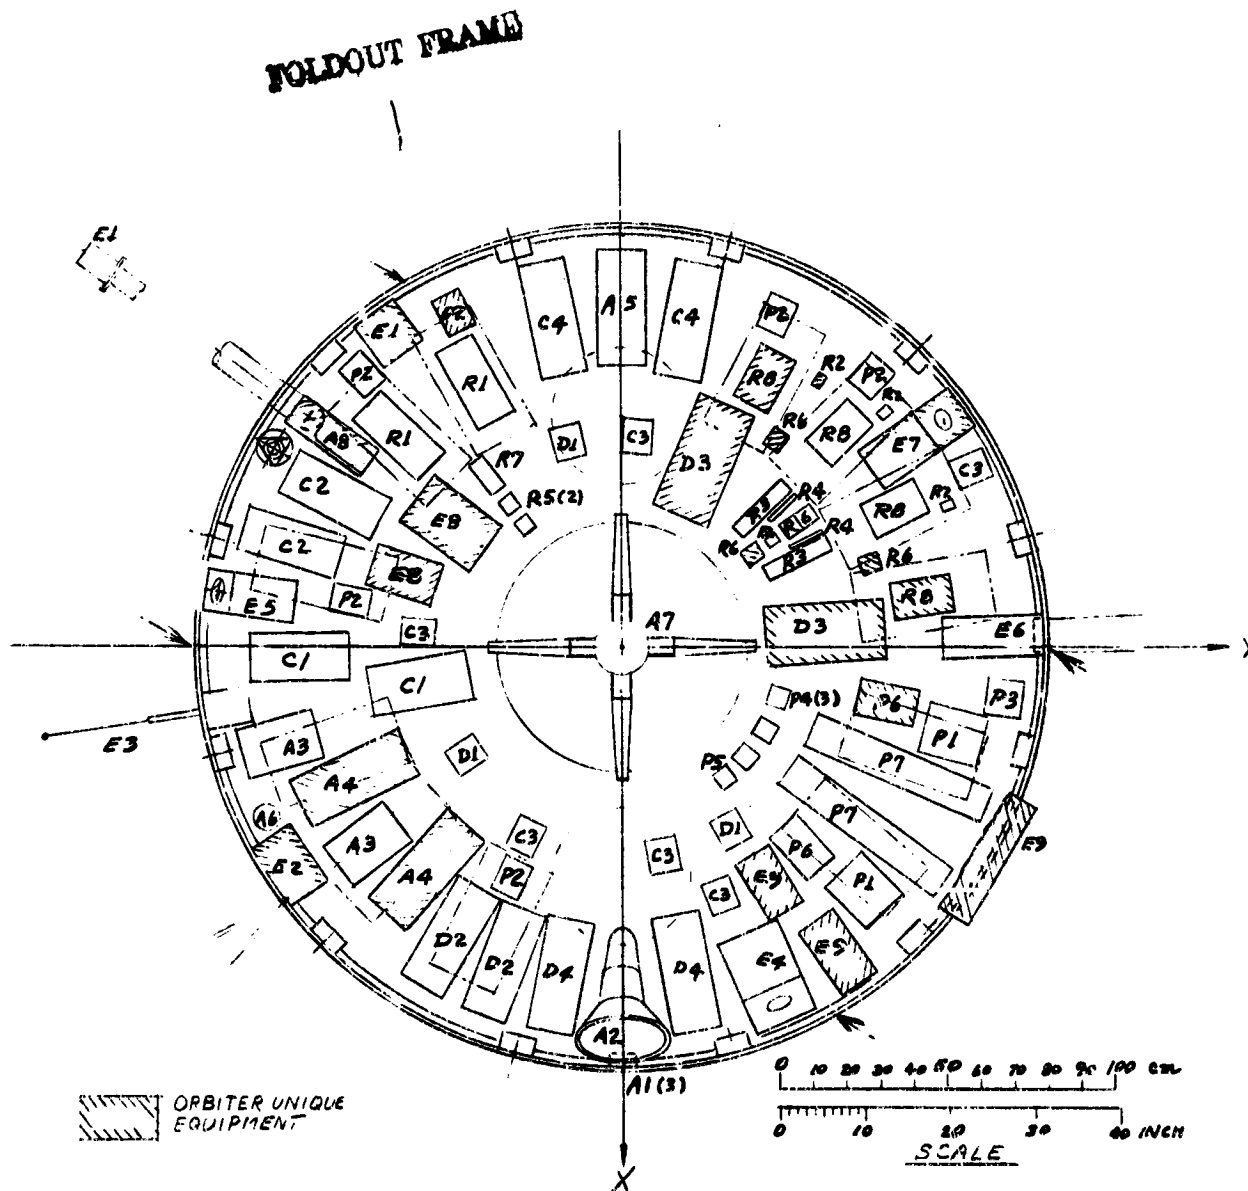 FOLDOUT FRAME
E1
C4
A5
C4
P2
E1
R8
R2
P2
P2
R1
R2
R6
R8
A8
R1
D1
C3
E7
C3
R7
D3
C2
R5(2)
R3
R4
R8
R2
E8
R16
R4
C2
R6
R3
R6
E8
R8
E5
P2
C3
A7
D3
E6
Y
C1
C1
P4(3)
P6
P3
E3
A3
D1
P1
P7
A4
P5
A6
P7
A3
C3
D1
E9
E2
C3
P6
A4
P2
C3
E3
P1
D2
D2
D4
D4
E4
E5
A2
A1(3)
0 10 20 30 40 50 60 70 80 90 100 cm
ORBITER UNIQUE
EQUIPMENT
0 10 20 30 40 INCH
SCALE
X